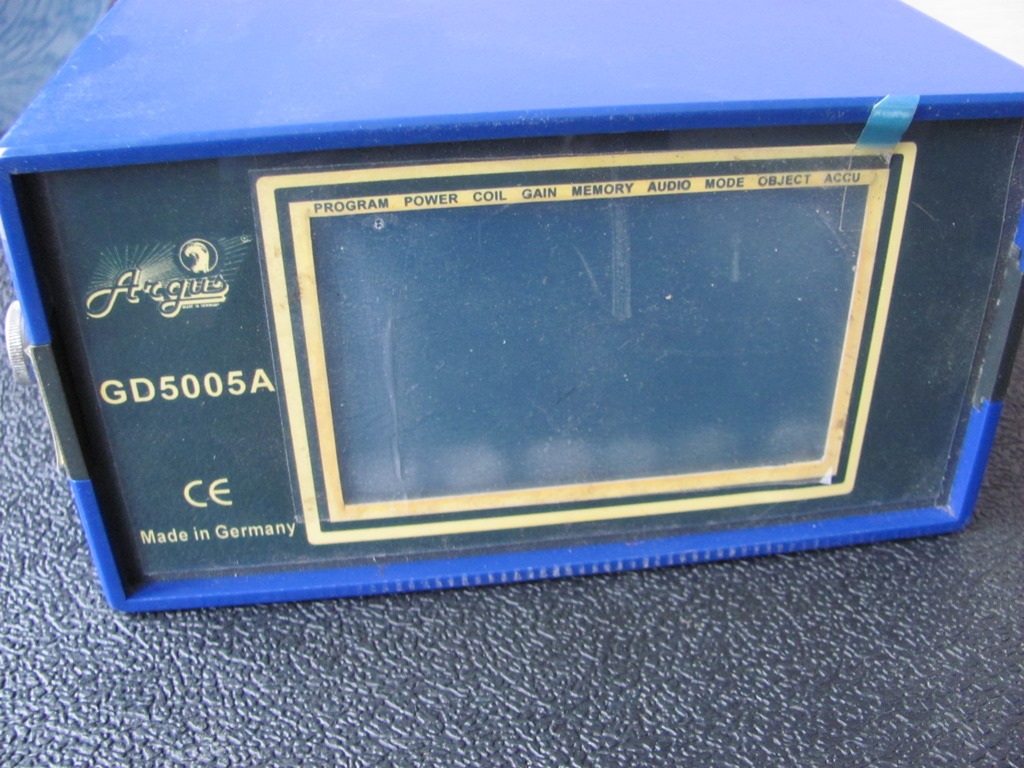 PROGRAM POWER COIL GAIN MEMORY AUDIO MODE OBJECT ACCU
Argus
GD5005A
CE
Made in Germany